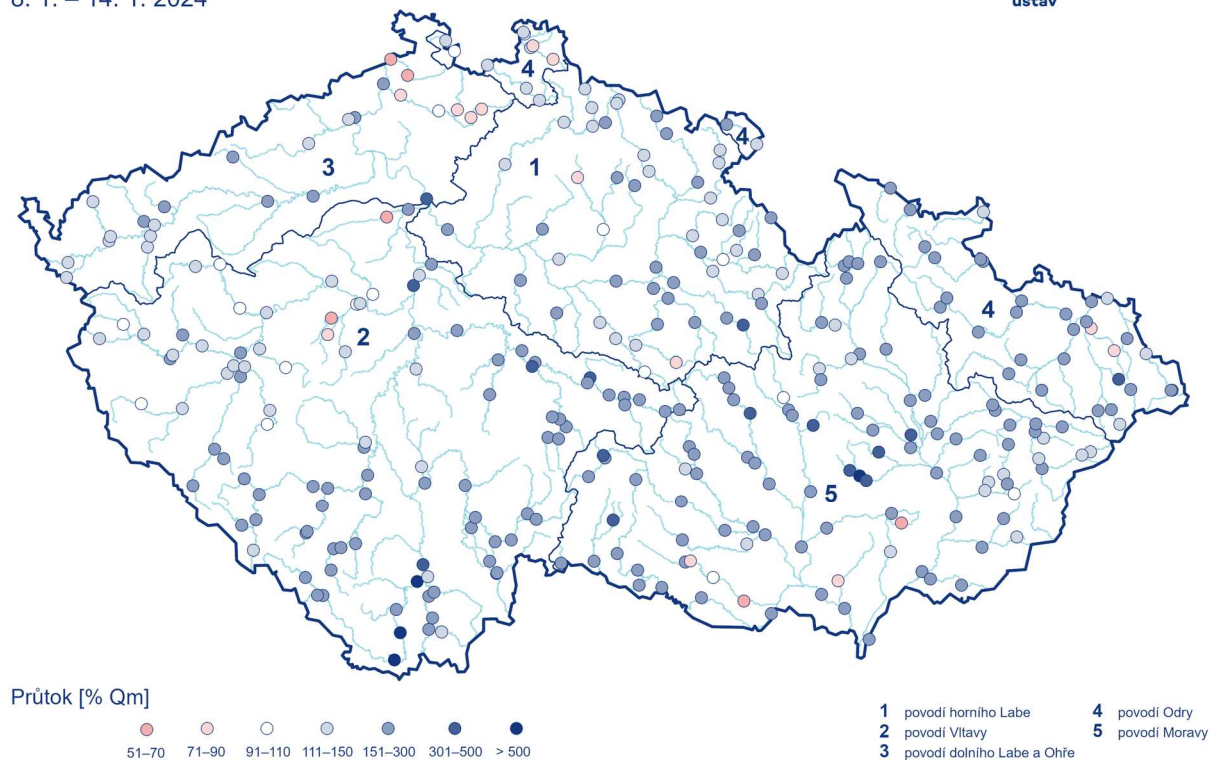 8. 1. – 14. 1. 2024
ústav
4
4
3
1
2
4
5
Průtok [% Qm]
51–70 71–90 91–110 111–150 151–300 301–500 > 500
1 povodí horního Labe
2 povodí Vltavy
3 povodí dolního Labe a Ohře
4 povodí Odry
5 povodí Moravy